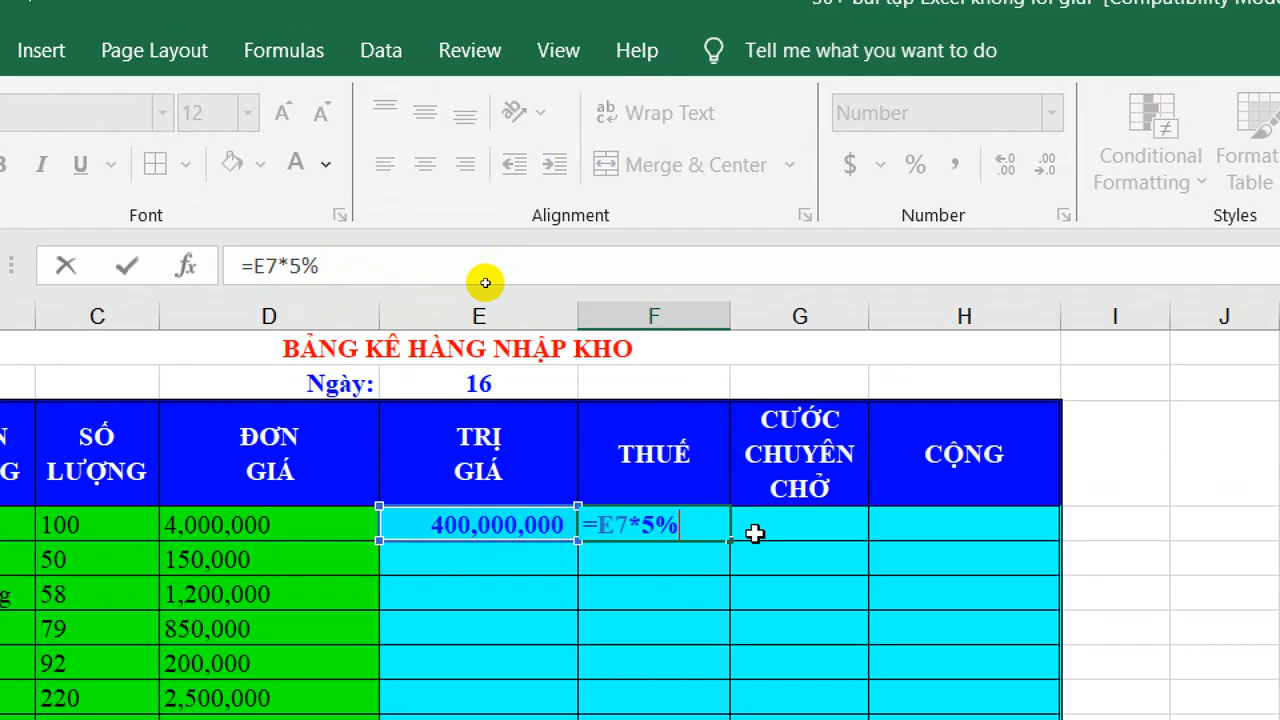 Insert Page Layout Formulas Data Review View Help Tell me what you want to do
12 Wrap Text Number
I U A Merge & Center $ % , Conditional Formatting Format Table
Font Alignment Number Styles
=E7*5%
C D E F G H I J
BẢNG KÊ HÀNG NHẬP KHO
Ngày: 16
SỐ LƯỢNG ĐƠN GIÁ TRỊ GIÁ THUẾ CƯỚC CHUYÊN CHỞ CỘNG
100 4,000,000 400,000,000 =E7*5%
50 150,000
g 58 1,200,000
79 850,000
92 200,000
220 2,500,000